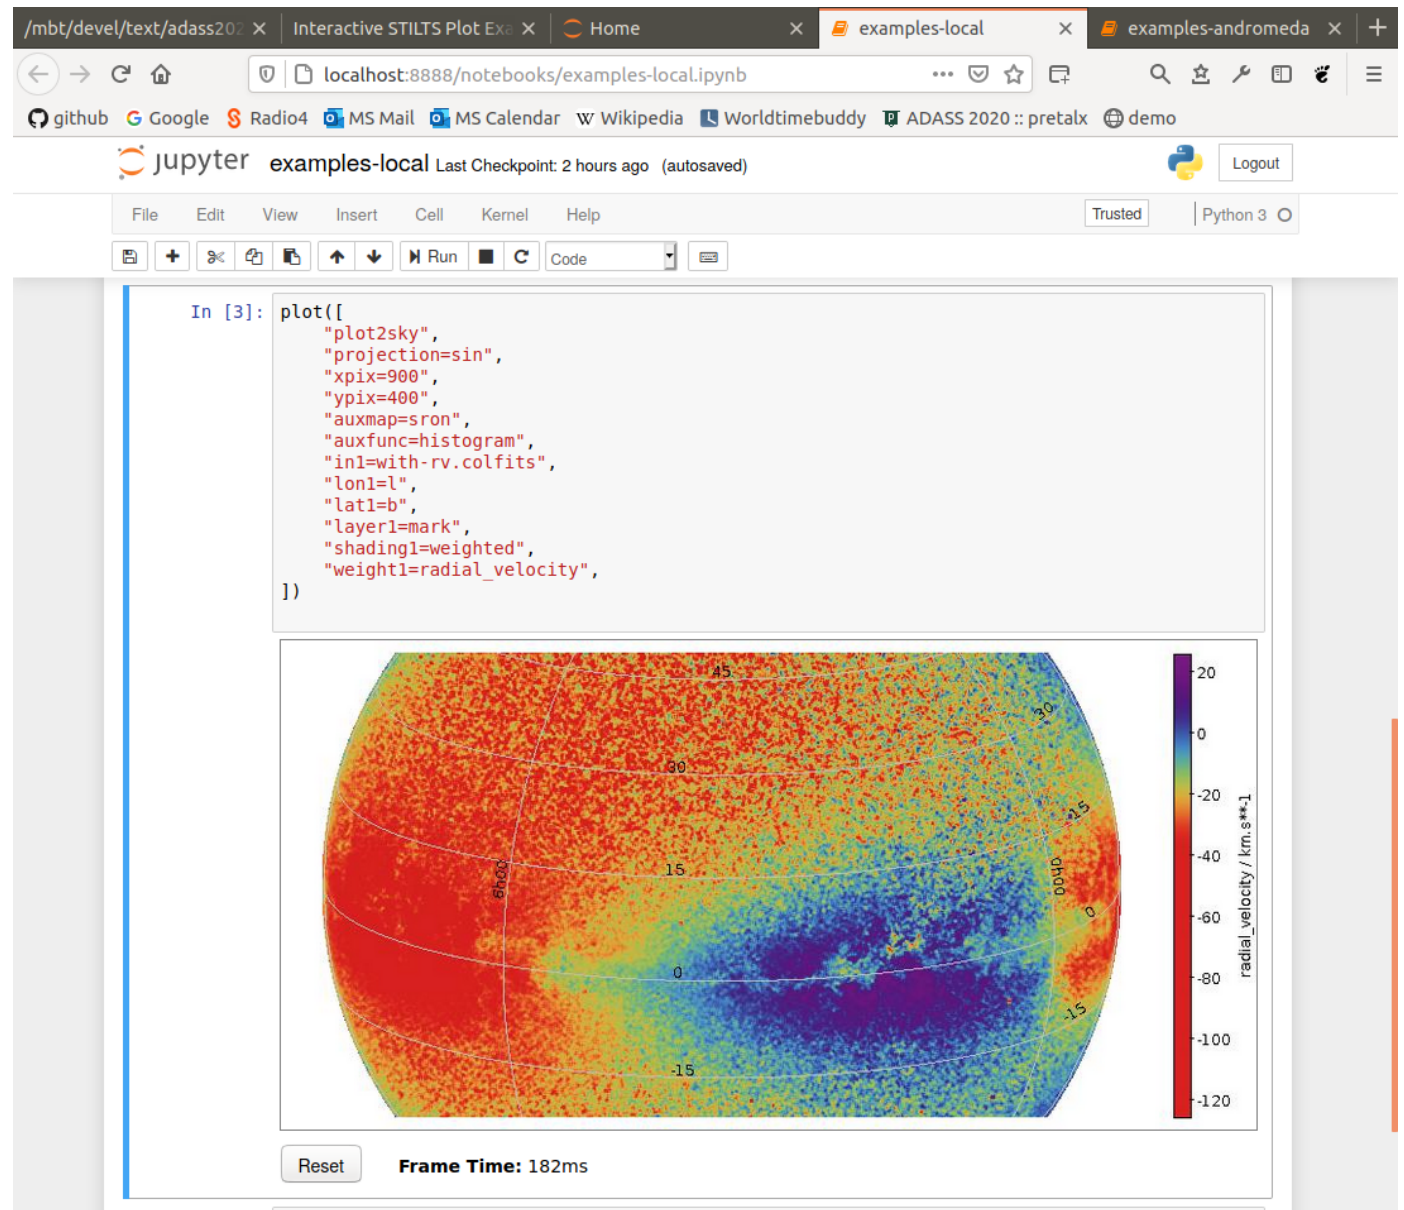 /mbt/devel/text/adass202 Interactive STILTS Plot Exa Home examples-local examples-andromeda
localhost:8888/notebooks/examples-local.ipynb
github Google Radio4 MS Mail MS Calendar Wikipedia Worldtimebuddy ADASS 2020 :: pretalx demo
jupyter examples-local Last Checkpoint: 2 hours ago (autosaved) Logout
File Edit View Insert Cell Kernel Help Trusted Python 3
Run Code
In [3]: plot([
"plot2sky",
"projection=sin",
"xpix=900",
"ypix=400",
"auxmap=sron",
"auxfunc=histogram",
"in1=with-rv.colfits",
"lon1=l",
"lat1=b",
"layer1=mark",
"shading1=weighted",
"weight1=radial_velocity",
])
45
30
30
15
-15
6h00
0h00
0
0
-15
-15
20
0
-20
-40
-60
-80
-100
-120
radial_velocity / km.s**-1
Reset Frame Time: 182ms